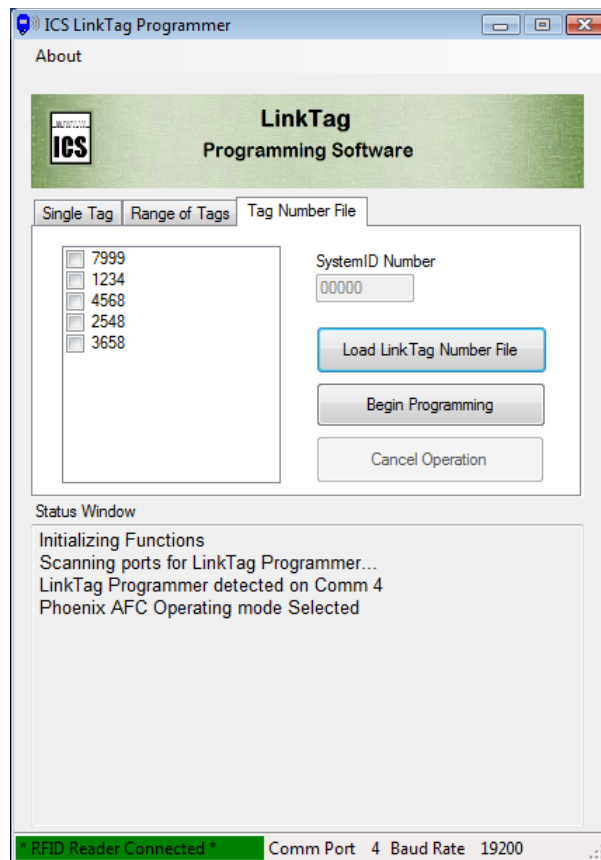 ICS LinkTag Programmer
About
ICS
LinkTag
Programming Software
Single Tag Range of Tags Tag Number File
7999
1234
4568
2548
3658
SystemID Number
00000
Load LinkTag Number File
Begin Programming
Cancel Operation
Status Window
Initializing Functions
Scanning ports for LinkTag Programmer...
LinkTag Programmer detected on Comm 4
Phoenix AFC Operating mode Selected
* RFID Reader Connected * Comm Port 4 Baud Rate 19200